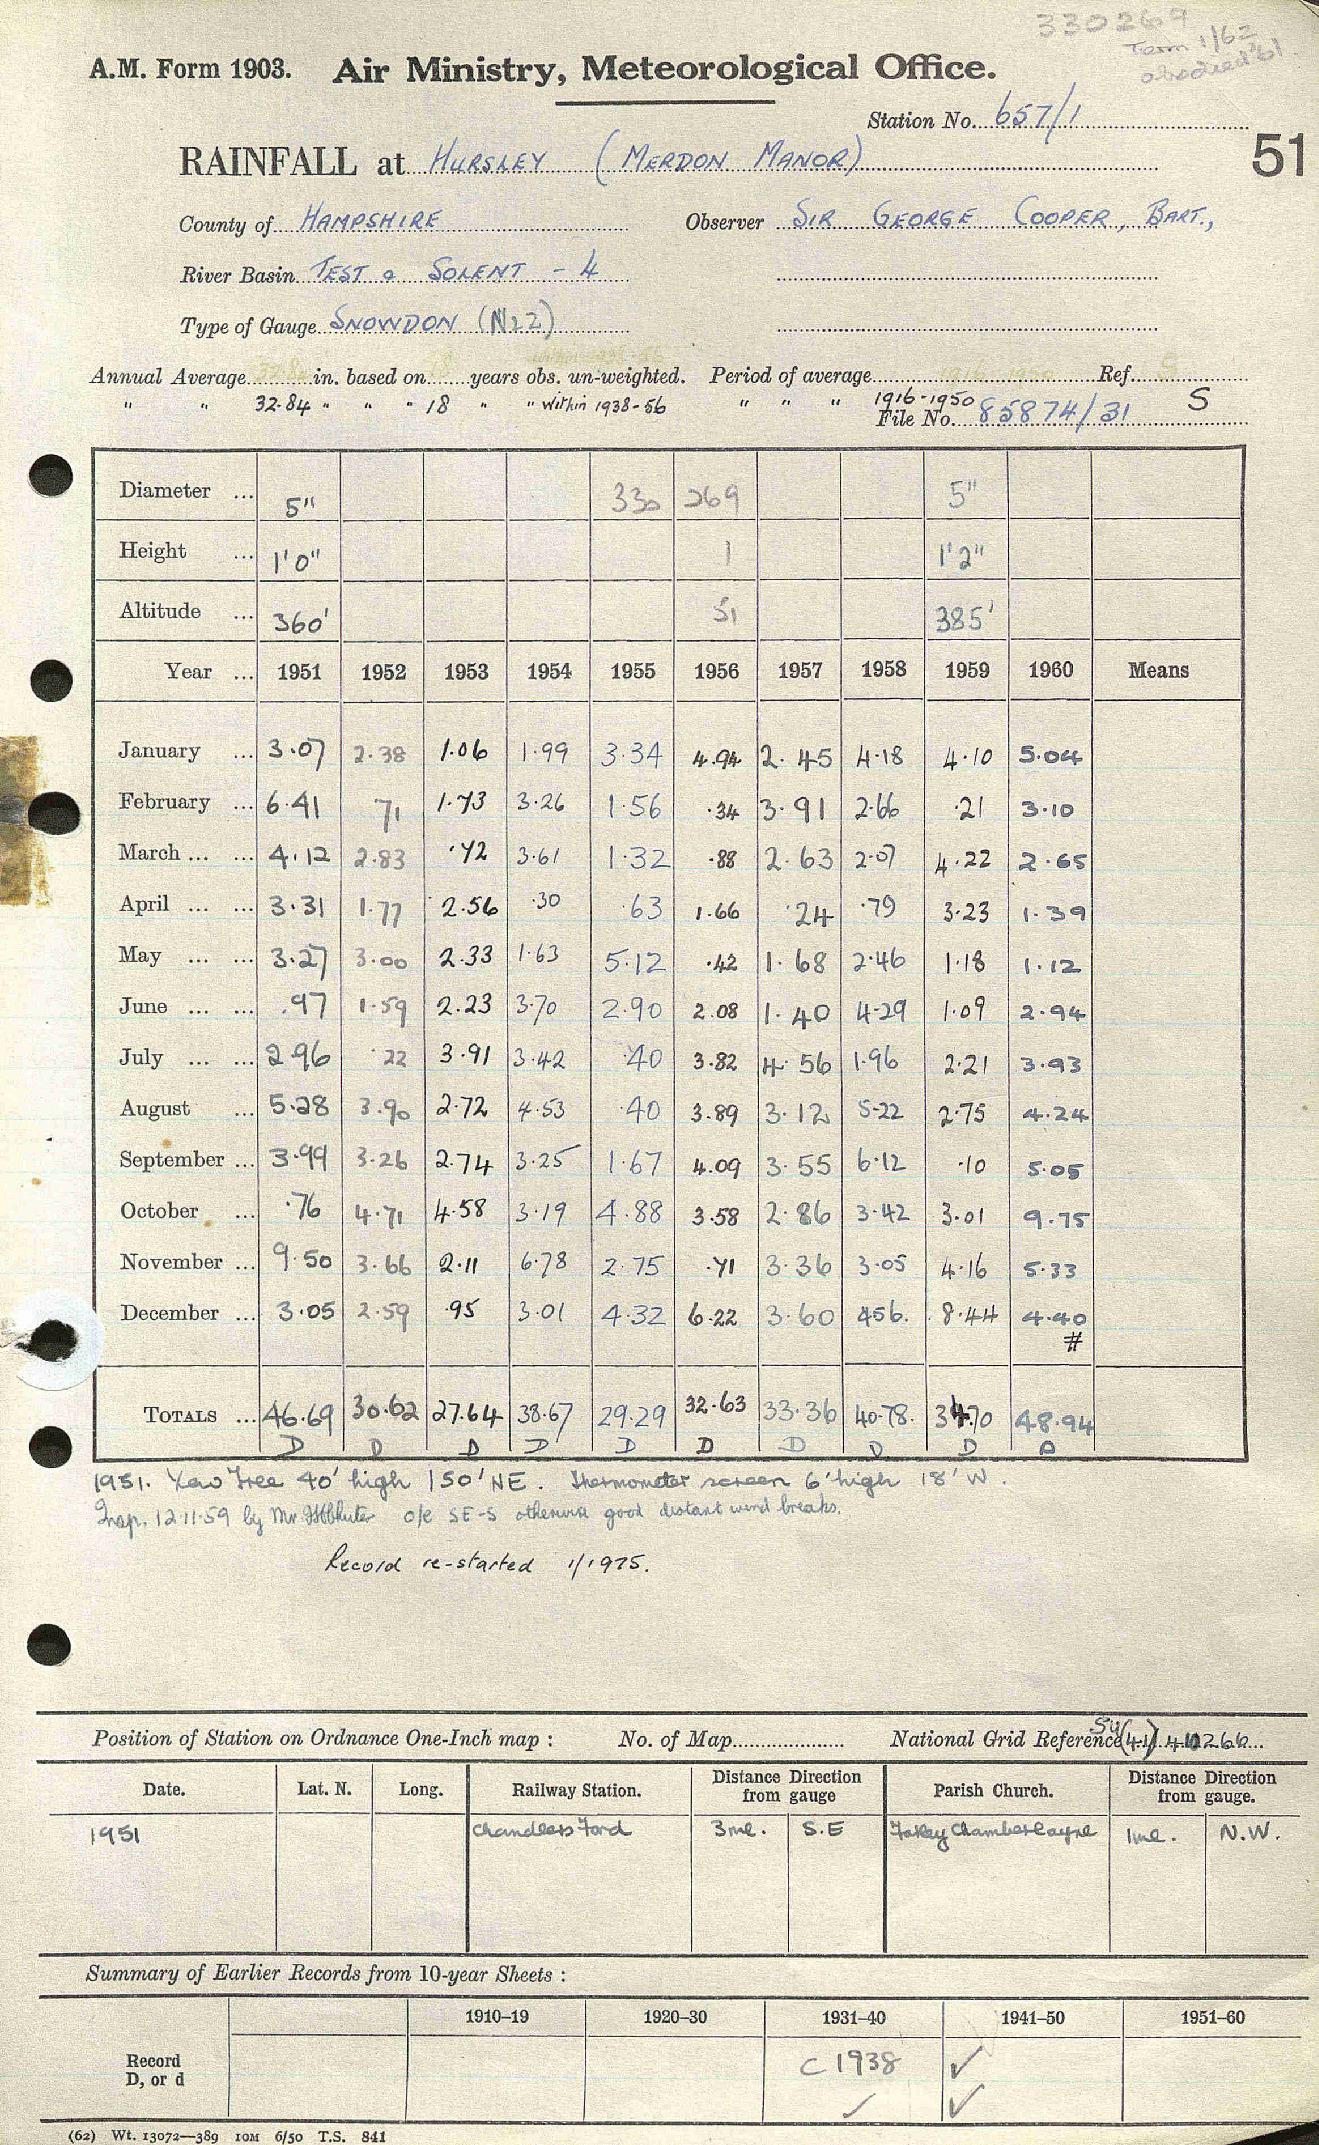 330269
Term 1/62
A.M. Form 1903. Air Ministry, Meteorological Office.
Station No. 657/1
51
RAINFALL at HURSLEY (MERDON MANOR)
County of HAMPSHIRE Observer SIR GEORGE COOPER, BART.,
River Basin TEST & SOLENT - 4
Type of Gauge SNOWDON (N22)
Annual Average 32.84 in. based on years obs. un-weighted. Period of average 1916-1950 Ref. S
" " 32.84 " " " 18 " " Within 1938-56 " " " 1916-1950 S
File No. 85874/31
Diameter ... 5" 330 269 5"
Height ... 1'0" 1 1'2"
Altitude ... 360' 51 385'
Year ... 1951 1952 1953 1954 1955 1956 1957 1958 1959 1960 Means
January ... 3.07 2.38 1.06 1.99 3.34 4.94 2.45 4.18 4.10 5.04
February ... 6.41 71 1.73 3.26 1.56 .34 3.91 2.66 .21 3.10
March ... ... 4.12 2.83 .72 3.61 1.32 .88 2.63 2.07 4.22 2.65
April ... ... 3.31 1.77 2.56 .30 .63 1.66 .24 .79 3.23 1.39
May ... ... 3.27 3.00 2.33 1.63 5.12 .42 1.68 2.46 1.18 1.12
June ... ... .97 1.59 2.23 3.70 2.90 2.08 1.40 4.29 1.09 2.94
July ... ... 2.96 .22 3.91 3.42 .40 3.82 4.56 1.96 2.21 3.93
August ... 5.28 3.90 2.72 4.53 .40 3.89 3.12 5.22 2.75 4.24
September ... 3.99 3.26 2.74 3.25 1.67 4.09 3.55 6.12 .10 5.05
October ... .76 4.71 4.58 3.19 4.88 3.58 2.86 3.42 3.01 9.75
November ... 9.50 3.66 2.11 6.78 2.75 .71 3.36 3.05 4.16 5.33
December ... 3.05 2.59 .95 3.01 4.32 6.22 3.60 456. 8.44 4.40
#
TOTALS ... 46.69 30.62 27.64 38.67 29.29 32.63 33.36 40.78. 34.70 48.94
D D D D D D D D D D
1951. Yew Tree 40' high 150' NE. Thermometer screen 6' high 18' W.
Insp. 12.11.59 by Mr. o/e SE-S otherwise good distant wind breaks.
Record re-started 1/1975.
Position of Station on Ordnance One-Inch map : No. of Map National Grid Reference SU (41) 266
Date. Lat. N. Long. Railway Station. Distance Direction from gauge Parish Church. Distance Direction from gauge.
1951 Chandlers Ford 3ml. S.E Chamberlayne 1ml. N.W.
Summary of Earlier Records from 10-year Sheets :
1910–19 1920–30 1931–40 1941–50 1951–60
Record D, or d C 1938 ✓
✓ ✓
(62) Wt. 13072—389 10M 6/50 T.S. 841